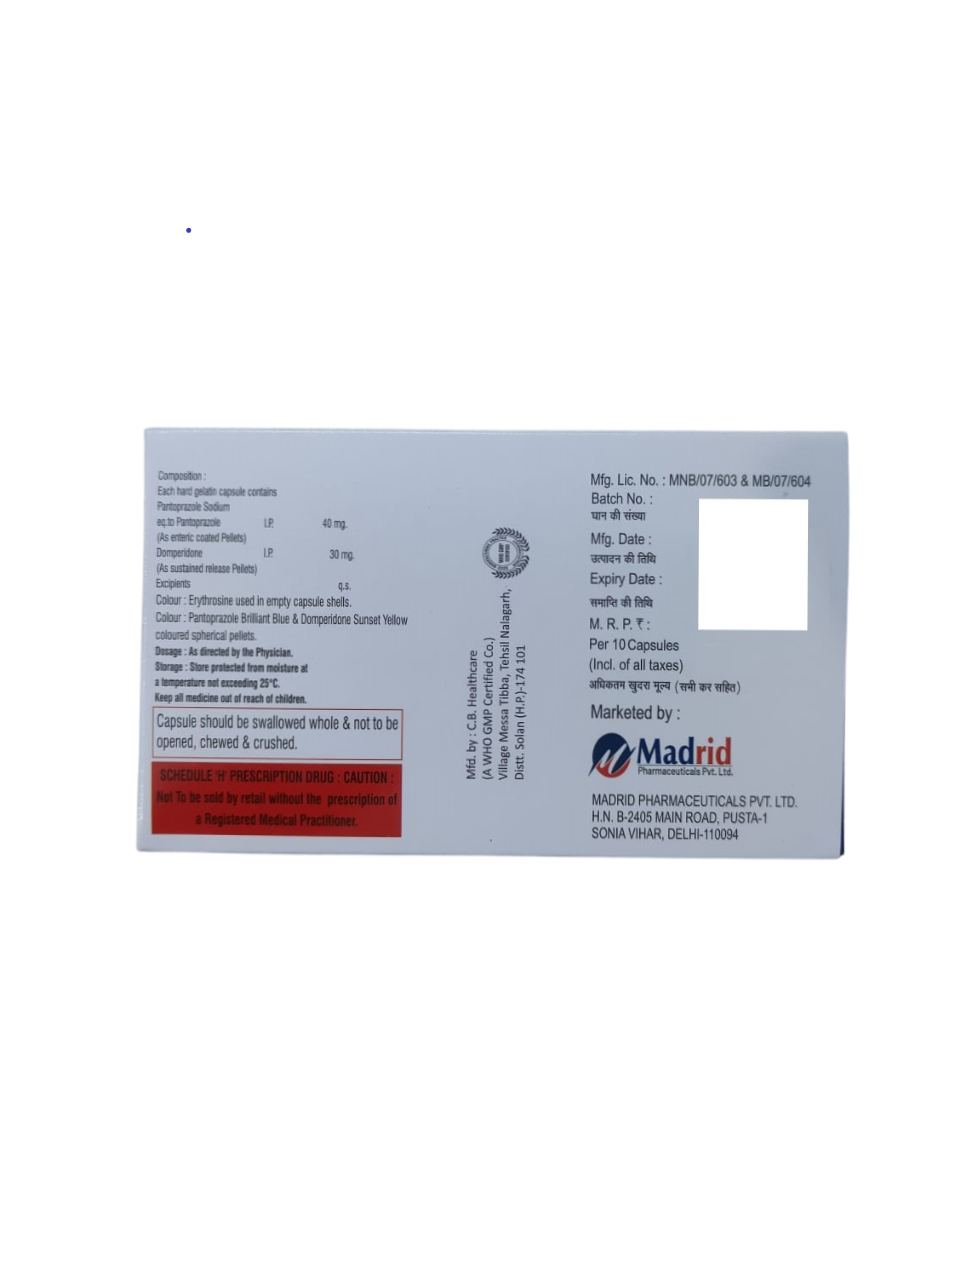 Composition :
Each hard gelatin capsule contains
Pantoprazole Sodium
eq.to Pantoprazole I.P. 40 mg.
(As enteric coated Pellets)
Domperidone I.P. 30 mg.
(As sustained release Pellets)
Excipients q.s.
Colour : Erythrosine used in empty capsule shells.
Colour : Pantoprazole Brilliant Blue & Domperidone Sunset Yellow
coloured spherical pellets.
Dosage : As directed by the Physician.
Storage : Store protected from moisture at
a temperature not exceeding 25°C.
Keep all medicine out of reach of children.
Capsule should be swallowed whole & not to be
opened, chewed & crushed.
SCHEDULE 'H' PRESCRIPTION DRUG : CAUTION :
Not To be sold by retail without the prescription of
a Registered Medical Practitioner.
Mfd. by : C.B. Healthcare
(A WHO GMP Certified Co.)
Village Messa Tibba, Tehsil Nalagarh,
Distt. Solan (H.P.)-174 101
Mfg. Lic. No. : MNB/07/603 & MB/07/604
Batch No. :
घान की संख्या
Mfg. Date :
उत्पादन की तिथि
Expiry Date :
समाप्ति की तिथि
M. R. P. ₹ :
Per 10 Capsules
(Incl. of all taxes)
अधिकतम खुदरा मूल्य (सभी कर सहित)
Marketed by :
Madrid
Pharmaceuticals Pvt. Ltd.
MADRID PHARMACEUTICALS PVT. LTD.
H.N. B-2405 MAIN ROAD, PUSTA-1
SONIA VIHAR, DELHI-110094